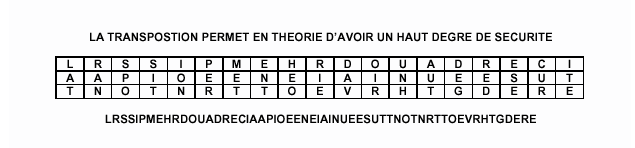 LA TRANSPOSTION PERMET EN THEORIE D'AVOIR UN HAUT DEGRE DE SECURITE
L R S S I P M E H R D O U A D R E C I
A A P I O E E N E I A I N U E E S U T
T N O T N R T T O E V R H T G D E R E
LRSSIPMEHRDOUADRECIAAPIOEENEIAINUEESUTTNOTNRTTOEVRHTGDERE